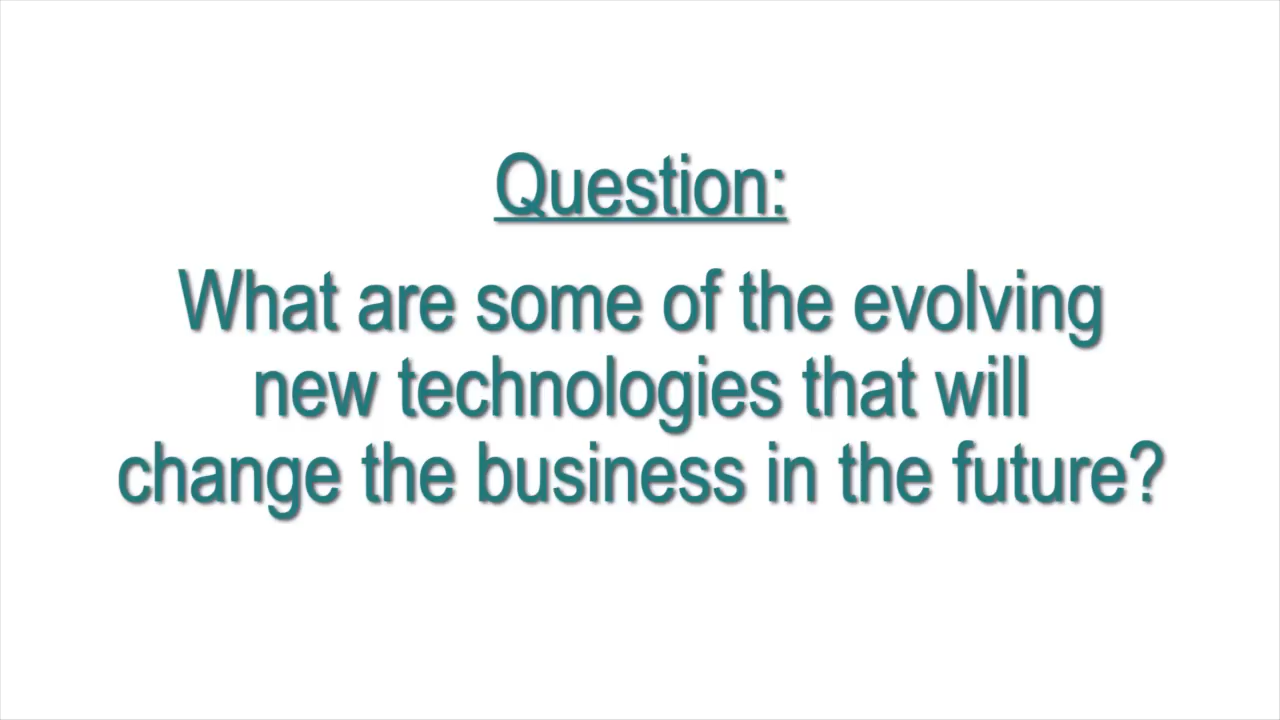 Question:
What are some of the evolving
new technologies that will
change the business in the future?